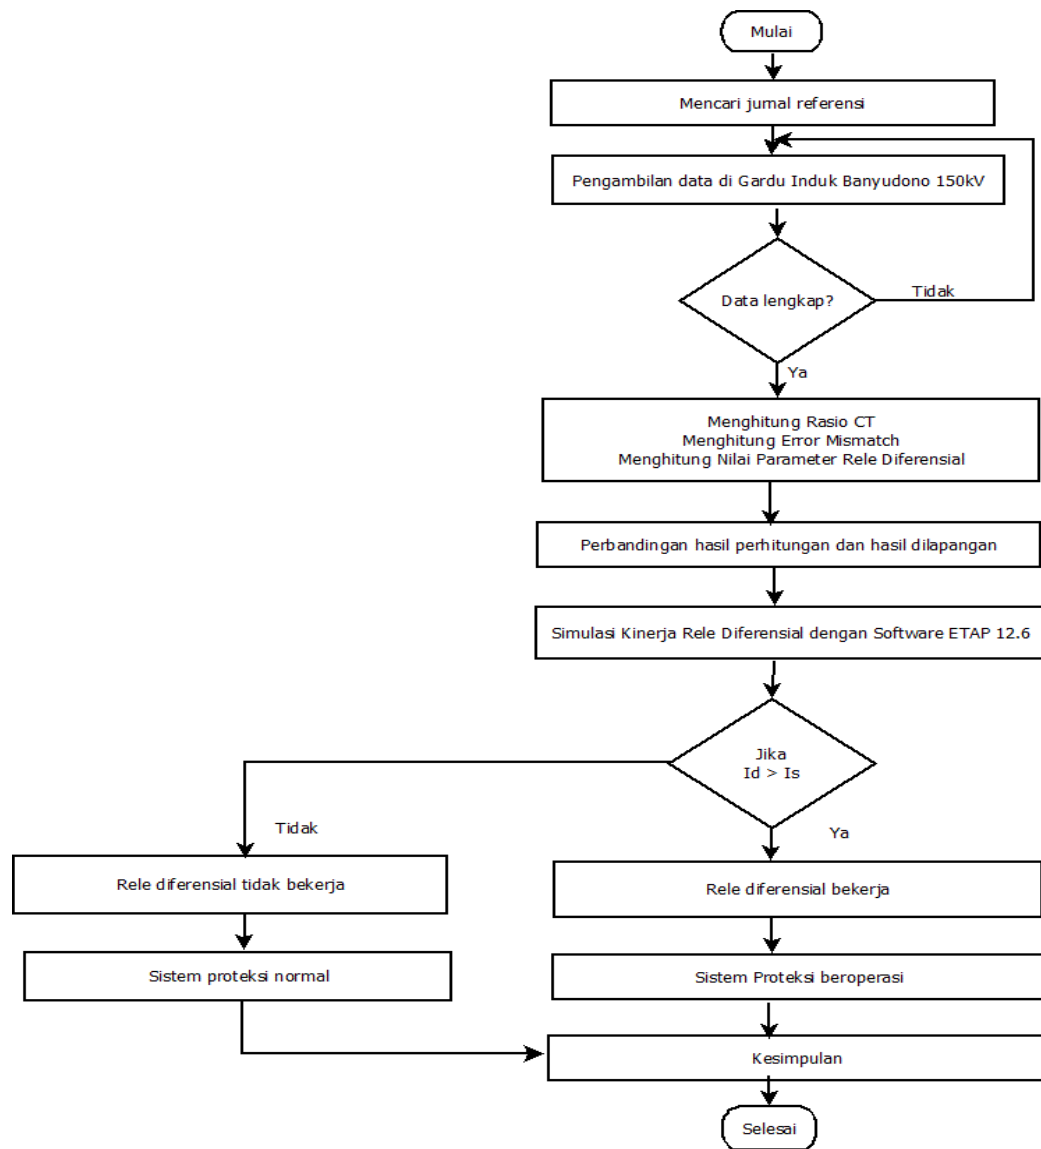 Mulai
Mencari jurnal referensi
Pengambilan data di Gardu Induk Banyudono 150kV
Data lengkap?
Tidak
Ya
Menghitung Rasio CT
Menghitung Error Mismatch
Menghitung Nilai Parameter Rele Diferensial
Perbandingan hasil perhitungan dan hasil dilapangan
Simulasi Kinerja Rele Diferensial dengan Software ETAP 12.6
Jika
Id > Is
Tidak
Ya
Rele diferensial tidak bekerja
Rele diferensial bekerja
Sistem proteksi normal
Sistem Proteksi beroperasi
Kesimpulan
Selesai